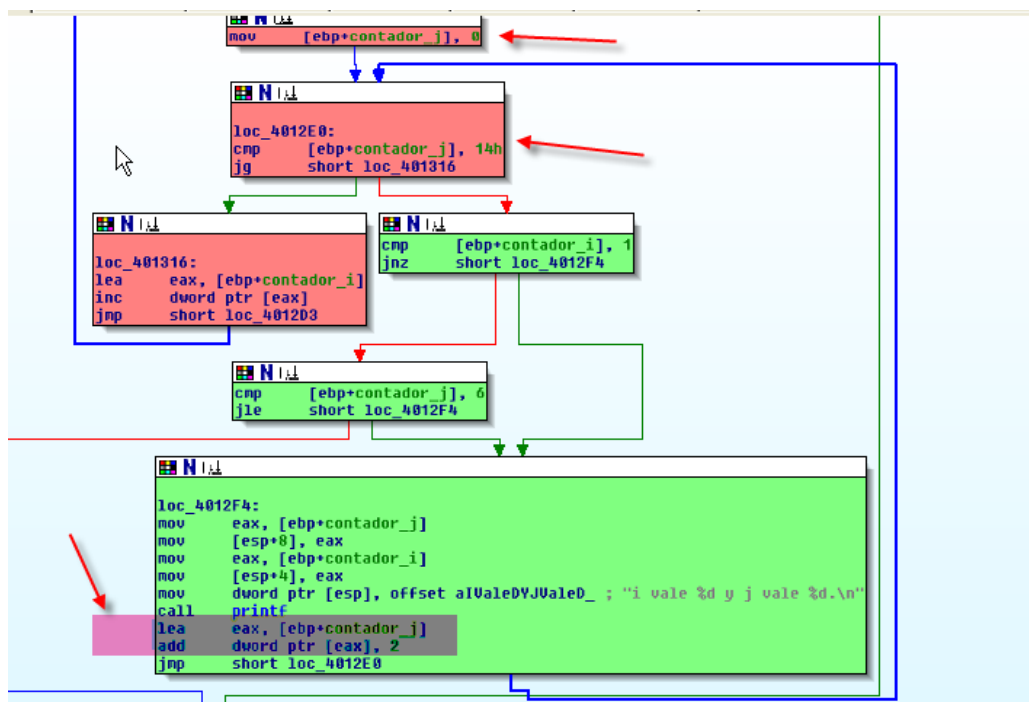 mov [ebp+contador_j], 0
loc_4012E0:
cmp [ebp+contador_j], 14h
jg short loc_401316
loc_401316:
lea eax, [ebp+contador_i]
inc dword ptr [eax]
jmp short loc_4012D3
cmp [ebp+contador_i], 1
jnz short loc_4012F4
cmp [ebp+contador_j], 6
jle short loc_4012F4
loc_4012F4:
mov eax, [ebp+contador_j]
mov [esp+8], eax
mov eax, [ebp+contador_i]
mov [esp+4], eax
mov dword ptr [esp], offset aIValeDYJValeD_ ; "i vale %d y j vale %d.\n"
call printf
lea eax, [ebp+contador_j]
add dword ptr [eax], 2
jmp short loc_4012E0